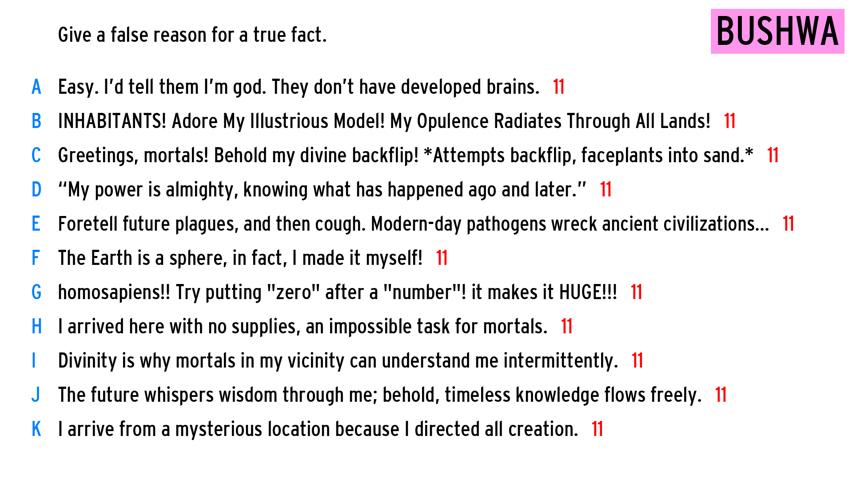 Give a false reason for a true fact.
BUSHWA
A Easy. I'd tell them I'm god. They don't have developed brains. 11
B INHABITANTS! Adore My Illustrious Model! My Opulence Radiates Through All Lands! 11
C Greetings, mortals! Behold my divine backflip! *Attempts backflip, faceplants into sand.* 11
D “My power is almighty, knowing what has happened ago and later.” 11
E Foretell future plagues, and then cough. Modern-day pathogens wreck ancient civilizations... 11
F The Earth is a sphere, in fact, I made it myself! 11
G homosapiens!! Try putting "zero" after a "number"! it makes it HUGE!!! 11
H I arrived here with no supplies, an impossible task for mortals. 11
I Divinity is why mortals in my vicinity can understand me intermittently. 11
J The future whispers wisdom through me; behold, timeless knowledge flows freely. 11
K I arrive from a mysterious location because I directed all creation. 11